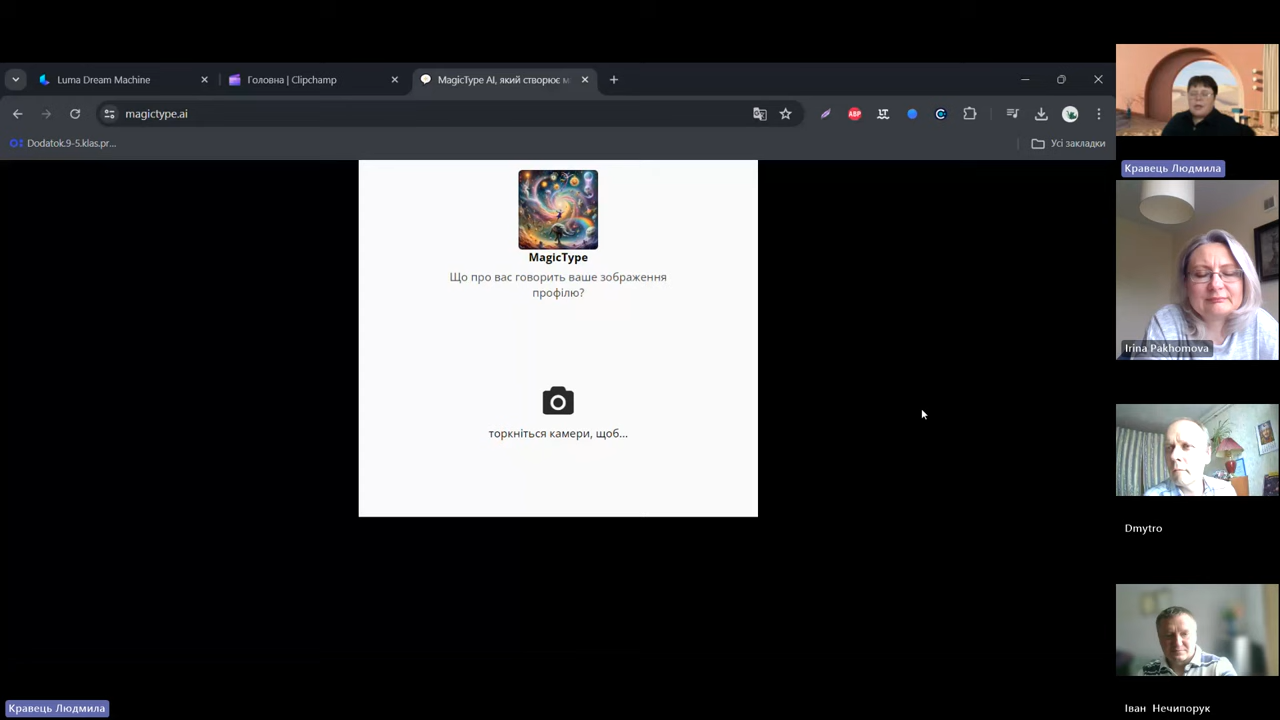 Luma Dream Machine
Головна | Clipchamp
MagicType AI, який створює м
magictype.ai
ABP
Dodatok.9-5.klas.pr...
Усі закладки
MagicType
Що про вас говорить ваше зображення
профілю?
торкніться камери, щоб...
Кравець Людмила
Irina Pakhomova
Dmytro
Іван Нечипорук
Кравець Людмила